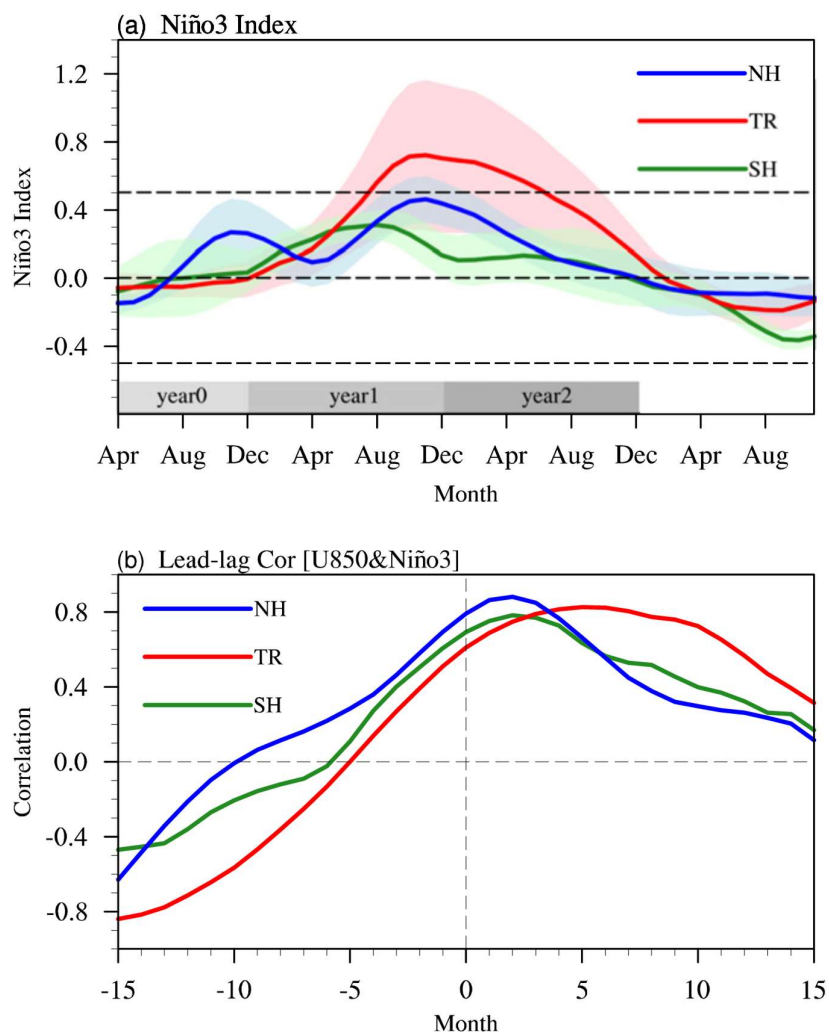 (a) Niño3 Index
1.2
0.8
0.4
0.0
-0.4
Niño3 Index
NH
TR
SH
year0 year1 year2
Apr Aug Dec Apr Aug Dec Apr Aug Dec Apr Aug
Month
(b) Lead-lag Cor [U850&Niño3]
0.8
0.4
0.0
-0.4
-0.8
Correlation
NH
TR
SH
-15 -10 -5 0 5 10 15
Month